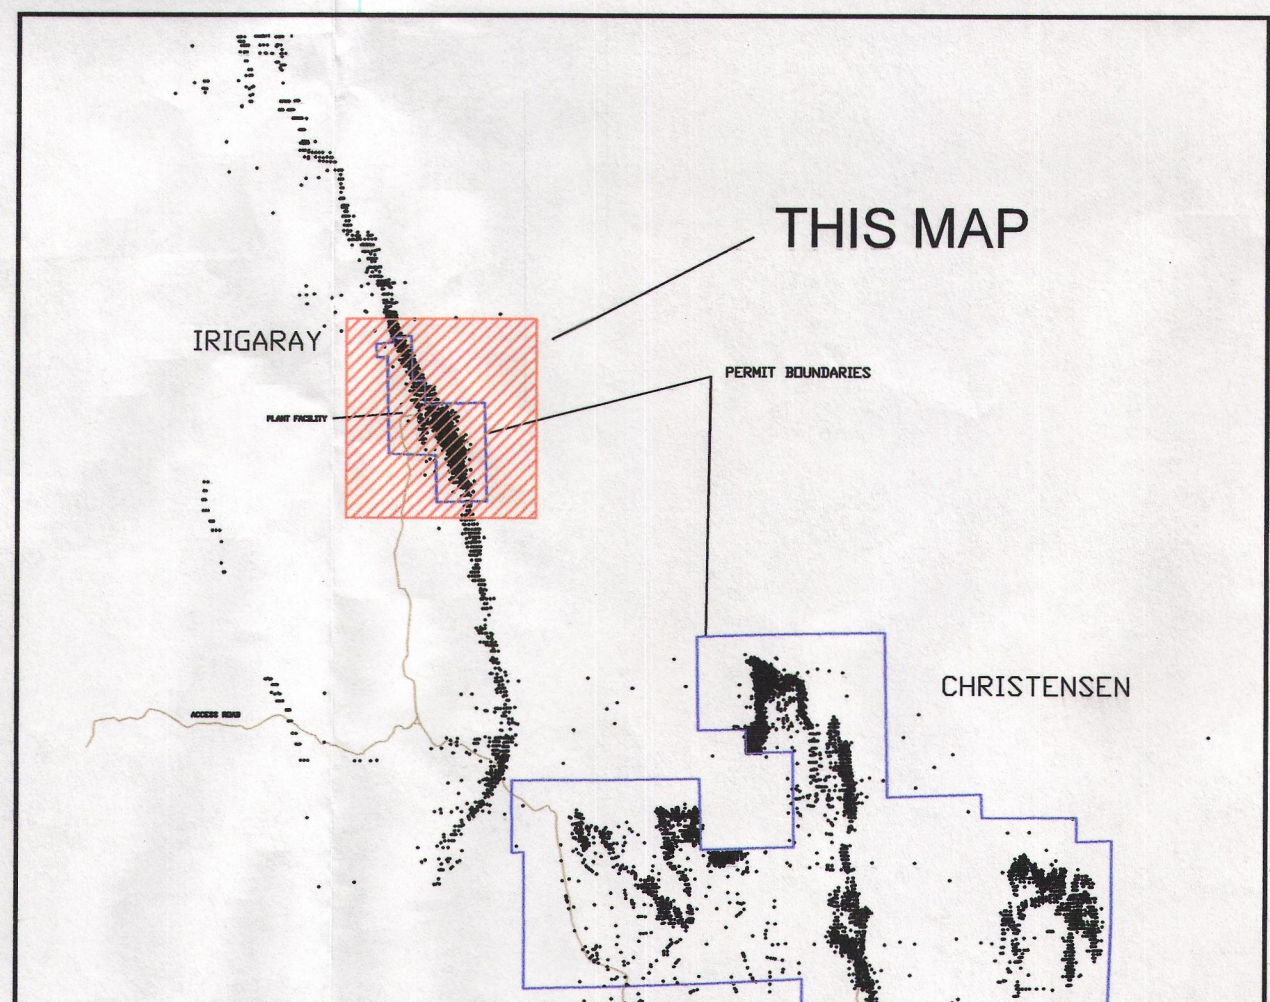 THIS MAP
IRIGARAY
PERMIT BOUNDARIES
PLANT FACILITY
CHRISTENSEN
ACCESS ROAD